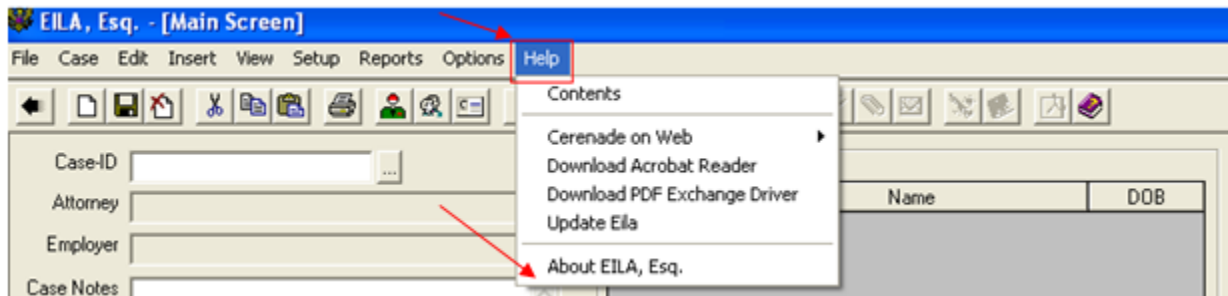 EILA, Esq. - [Main Screen]
File Case Edit Insert View Setup Reports Options Help
Contents
Cerenade on Web
Download Acrobat Reader
Download PDF Exchange Driver
Update Eila
About EILA, Esq.
Case-ID ...
Attorney
Employer
Case Notes
Name DOB